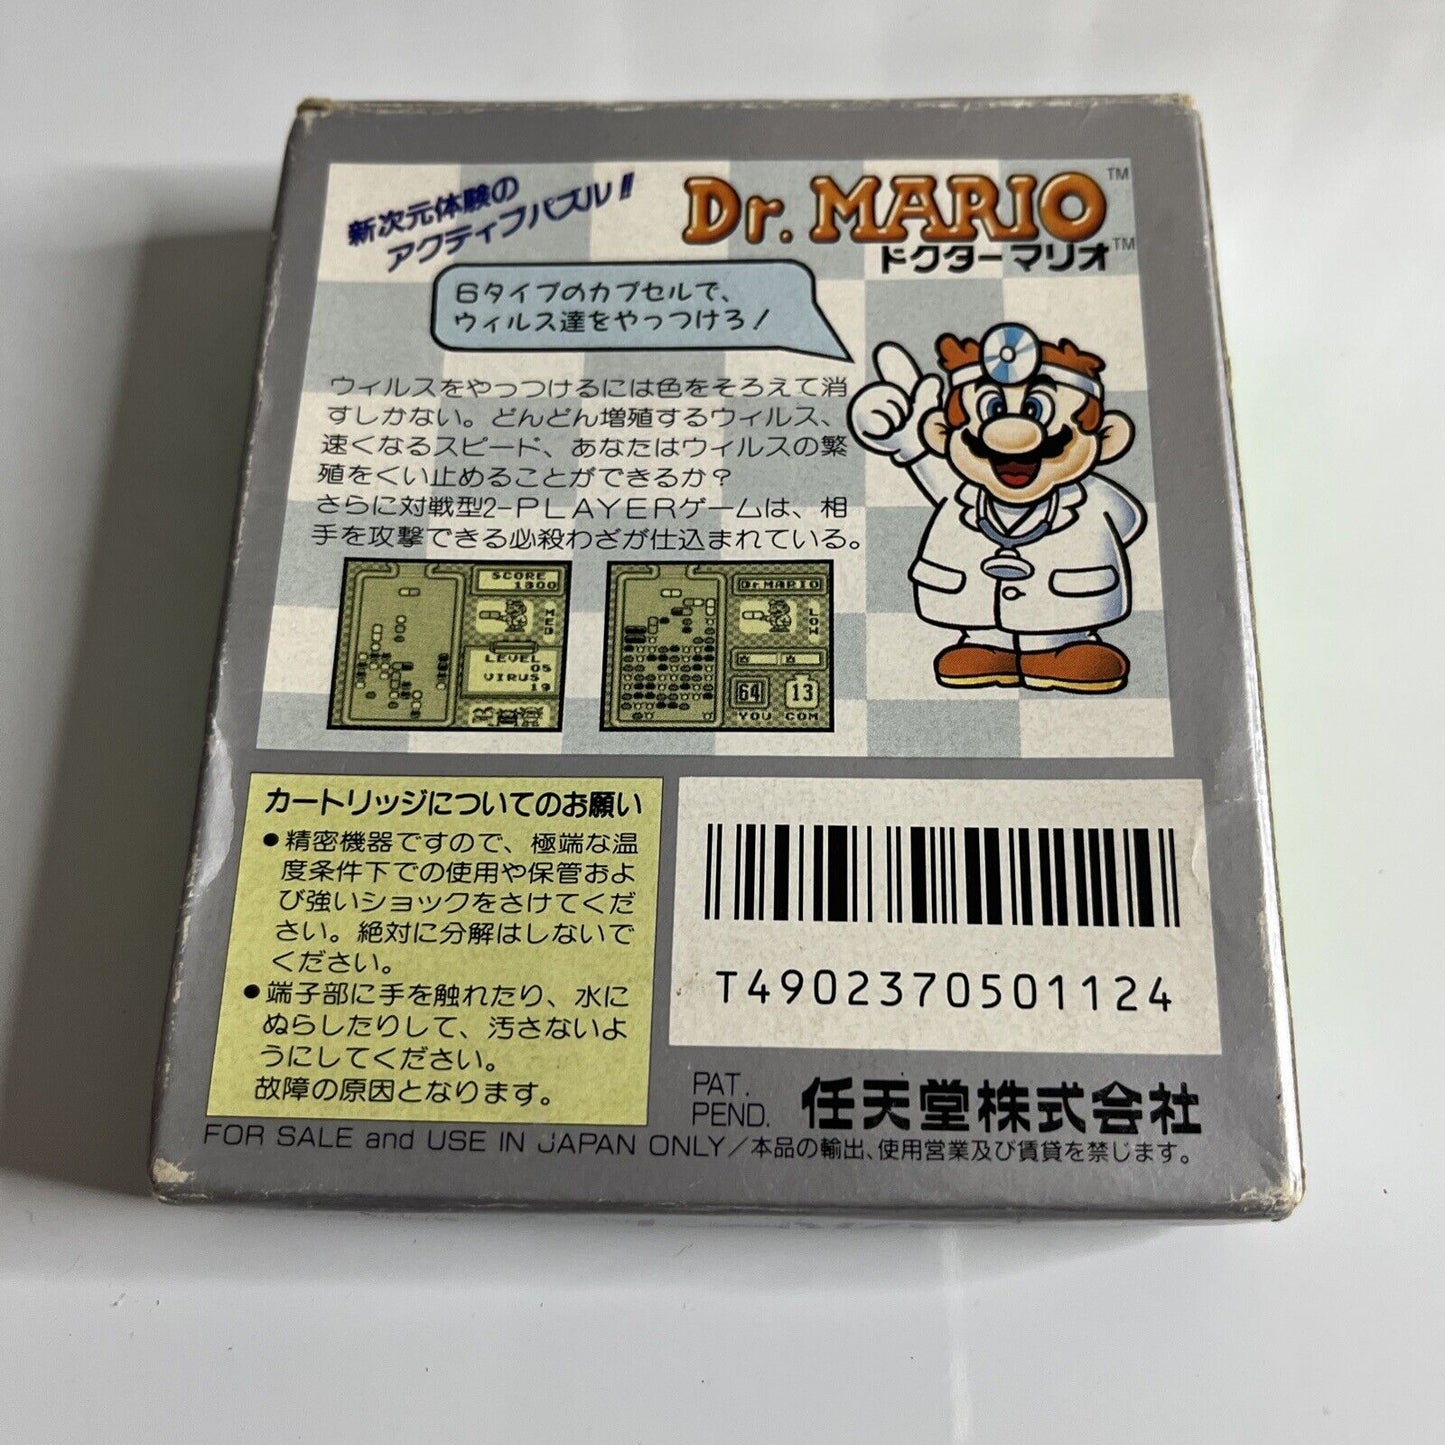 新次元体験の
アクティブパズル!!
Dr. MARIO™
ドクターマリオ™
6タイプのカプセルで、
ウィルス達をやっつけろ!
ウィルスをやっつけるには色をそろえて消
すしかない。どんどん増殖するウィルス、
速くなるスピード、あなたはウィルスの繁
殖をくい止めることができるか?
さらに対戦型2-PLAYERゲームは、相
手を攻撃できる必殺わざが仕込まれている。
SCORE
1300
MED
LEVEL
05
VIRUS
19
Dr.MARIO
LOW
64
13
YOU COM
カートリッジについてのお願い
●精密機器ですので、極端な温
度条件下での使用や保管およ
び強いショックをさけてくだ
さい。絶対に分解はしないで
ください。
●端子部に手を触れたり、水に
ぬらしたりして、汚さないよ
うにしてください。
故障の原因となります。
T4902370501124
PAT.
PEND.
任天堂株式会社
FOR SALE and USE IN JAPAN ONLY/本品の輸出、使用営業及び賃貸を禁じます。